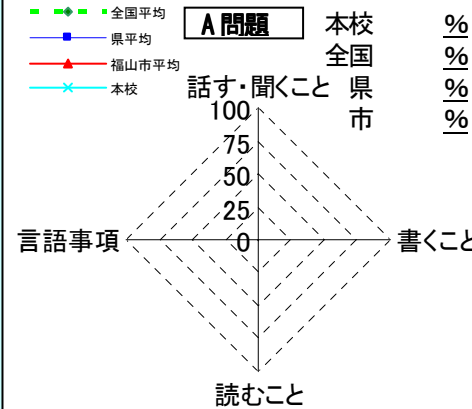 全国平均
県平均
福山市平均
本校
A問題
本校 %
全国 %
県 %
市 %
話す・聞くこと
100
75
50
25
0
言語事項
書くこと
読むこと